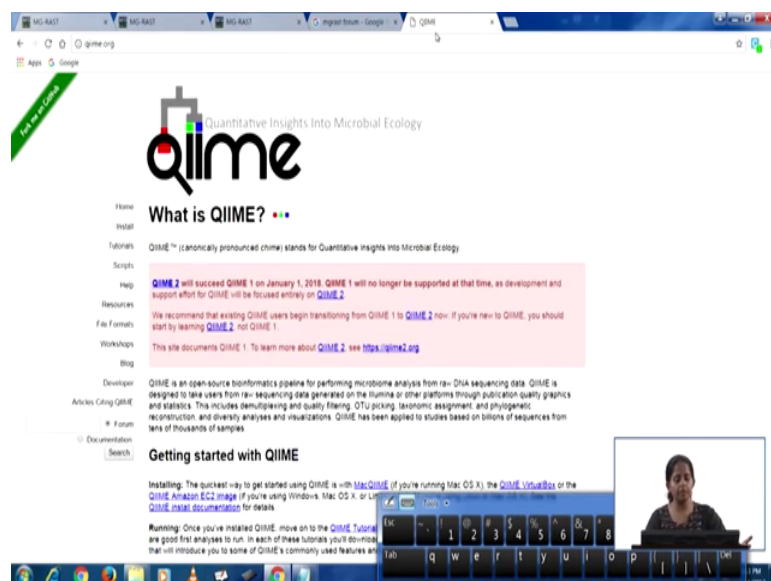 MG-RAST
MG-RAST
MG-RAST
mgrast forum - Google
QIIME
qiime.org
Apps
Google
Fork me on GitHub
Quantitative Insights Into Microbial Ecology
qiime
Home
Install
Tutorials
Scripts
Help
Resources
File Formats
Workshops
Blog
Developer
Articles Citing QIIME
Forum
Documentation
Search
What is QIIME?
QIIME™ (canonically pronounced chime) stands for Quantitative Insights Into Microbial Ecology
QIIME 2 will succeed QIIME 1 on January 1, 2018. QIIME 1 will no longer be supported at that time, as development and
support effort for QIIME will be focused entirely on QIIME 2.
We recommend that existing QIIME users begin transitioning from QIIME 1 to QIIME 2 now. If you're new to QIIME, you should
start by learning QIIME 2, not QIIME 1.
This site documents QIIME 1. To learn more about QIIME 2, see https://qiime2.org.
QIIME is an open-source bioinformatics pipeline for performing microbiome analysis from raw DNA sequencing data. QIIME is
designed to take users from raw sequencing data generated on the Illumina or other platforms through publication quality graphics
and statistics. This includes demultiplexing and quality filtering, OTU picking, taxonomic assignment, and phylogenetic
reconstruction, and diversity analyses and visualizations. QIIME has been applied to studies based on billions of sequences from
tens of thousands of samples.
Getting started with QIIME
Installing: The quickest way to get started using QIIME is with MacQIIME (if you're running Mac OS X), the QIIME VirtualBox or the
QIIME Amazon EC2 image (if you're using Windows, Mac OS X, or
QIIME install documentation for details.
Running: Once you've installed QIIME, move on to the QIIME Tutorial
are good first analyses to run. In each of these tutorials you'll download
that will introduce you to some of QIIME's commonly used features and
Tools
Esc ~ ` ! 1 @ 2 # 3 $ 4 % 5 ^ 6 & 7 * 8
Tab q w e r t y u i o p { [ } ] | \ Del